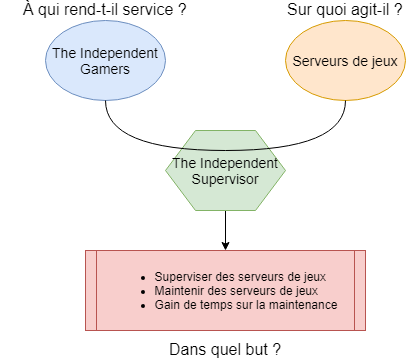 À qui rend-t-il service ?
Sur quoi agit-il ?
The Independent
Gamers
Serveurs de jeux
The Independent
Supervisor
• Superviser des serveurs de jeux
• Maintenir des serveurs de jeux
• Gain de temps sur la maintenance
Dans quel but ?